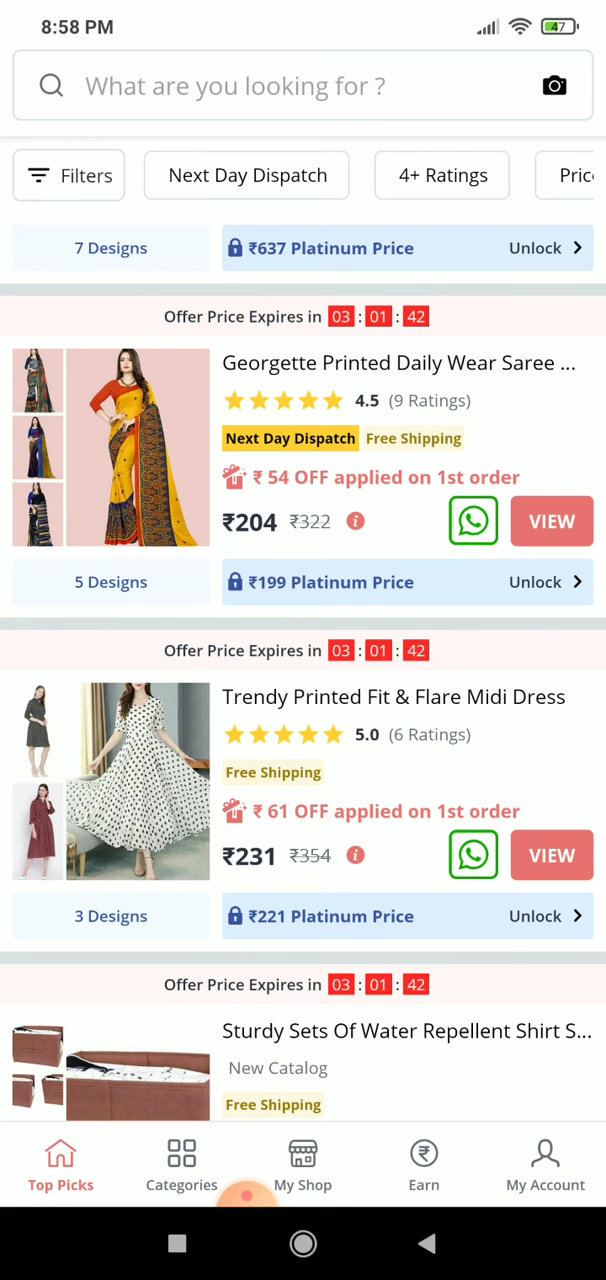 8:58 PM
47
What are you looking for ?
Filters
Next Day Dispatch
4+ Ratings
Pric
7 Designs
₹637 Platinum Price
Unlock
Offer Price Expires in 03 : 01 : 42
Georgette Printed Daily Wear Saree ...
4.5 (9 Ratings)
Next Day Dispatch Free Shipping
₹ 54 OFF applied on 1st order
₹204 ₹322
VIEW
5 Designs
₹199 Platinum Price
Unlock
Offer Price Expires in 03 : 01 : 42
Trendy Printed Fit & Flare Midi Dress
5.0 (6 Ratings)
Free Shipping
₹ 61 OFF applied on 1st order
₹231 ₹354
VIEW
3 Designs
₹221 Platinum Price
Unlock
Offer Price Expires in 03 : 01 : 42
Sturdy Sets Of Water Repellent Shirt S...
New Catalog
Free Shipping
Top Picks
Categories
My Shop
Earn
My Account